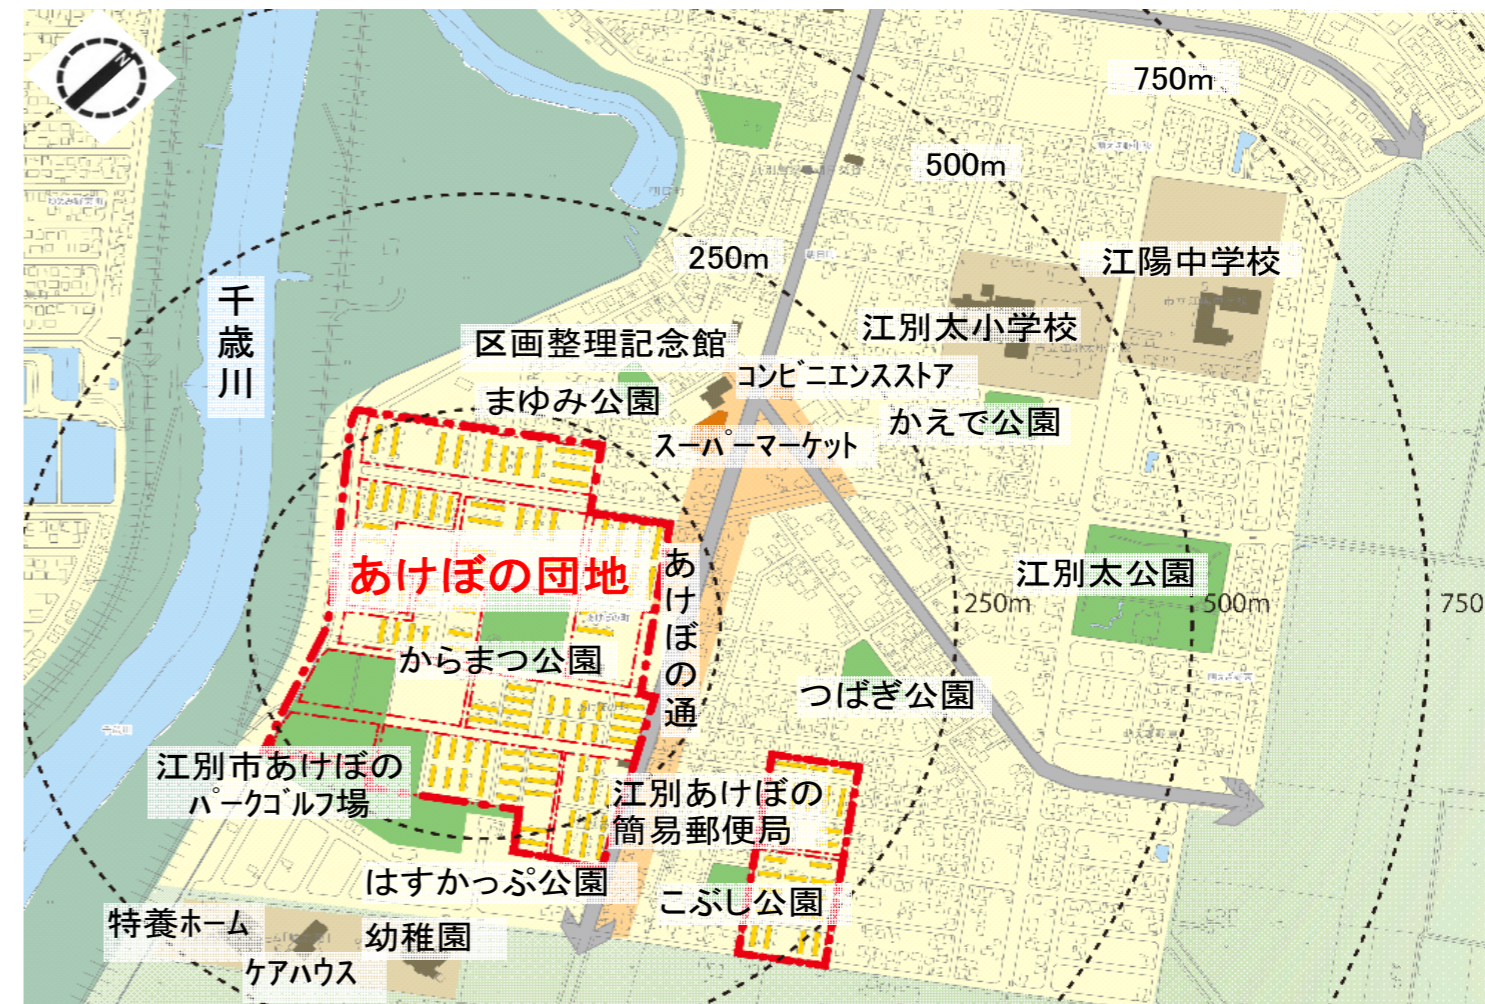 N
750m
500m
250m
江陽中学校
千歳川
江別太小学校
区画整理記念館
コンビニエンスストア
まゆみ公園
かえで公園
スーパーマーケット
あけぼの団地
あけぼの通
江別太公園
250m
500m
750
からまつ公園
つばぎ公園
江別市あけぼの
パークゴルフ場
江別あけぼの
簡易郵便局
はすかっぷ公園
こぶし公園
特養ホーム
幼稚園
ケアハウス